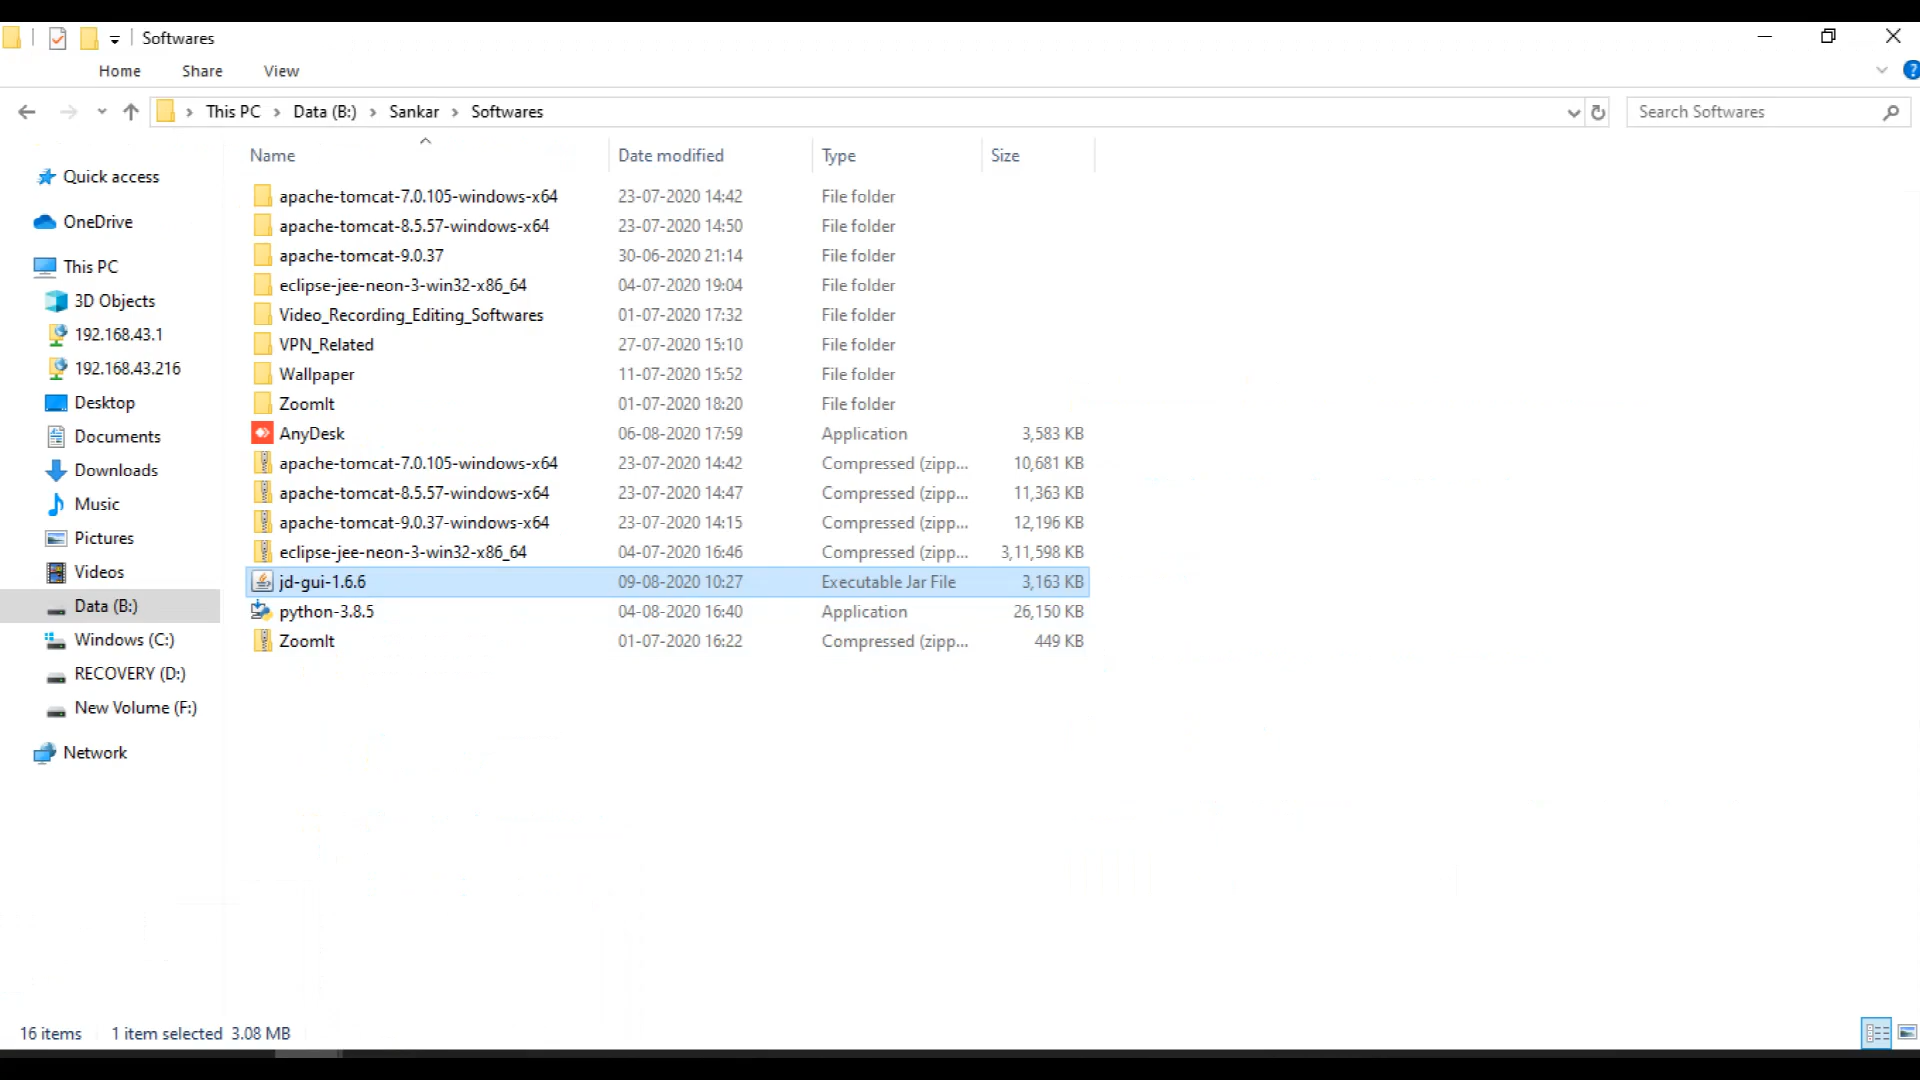 Softwares
Home Share View
This PC > Data (B:) > Sankar > Softwares
Search Softwares
?
Name Date modified Type Size
Quick access
OneDrive
This PC
3D Objects
192.168.43.1
192.168.43.216
Desktop
Documents
Downloads
Music
Pictures
Videos
Data (B:)
Windows (C:)
RECOVERY (D:)
New Volume (F:)
Network
apache-tomcat-7.0.105-windows-x64 23-07-2020 14:42 File folder
apache-tomcat-8.5.57-windows-x64 23-07-2020 14:50 File folder
apache-tomcat-9.0.37 30-06-2020 21:14 File folder
eclipse-jee-neon-3-win32-x86_64 04-07-2020 19:04 File folder
Video_Recording_Editing_Softwares 01-07-2020 17:32 File folder
VPN_Related 27-07-2020 15:10 File folder
Wallpaper 11-07-2020 15:52 File folder
ZoomIt 01-07-2020 18:20 File folder
AnyDesk 06-08-2020 17:59 Application 3,583 KB
apache-tomcat-7.0.105-windows-x64 23-07-2020 14:42 Compressed (zipp... 10,681 KB
apache-tomcat-8.5.57-windows-x64 23-07-2020 14:47 Compressed (zipp... 11,363 KB
apache-tomcat-9.0.37-windows-x64 23-07-2020 14:15 Compressed (zipp... 12,196 KB
eclipse-jee-neon-3-win32-x86_64 04-07-2020 16:46 Compressed (zipp... 3,11,598 KB
jd-gui-1.6.6 09-08-2020 10:27 Executable Jar File 3,163 KB
python-3.8.5 04-08-2020 16:40 Application 26,150 KB
ZoomIt 01-07-2020 16:22 Compressed (zipp... 449 KB
16 items 1 item selected 3.08 MB